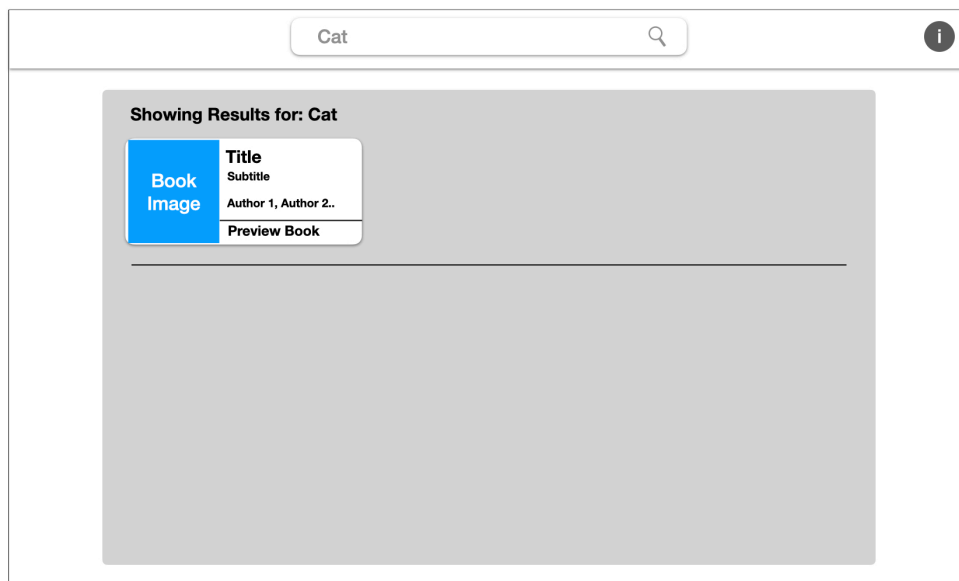 Cat
i
Showing Results for: Cat
Book
Image
Title
Subtitle
Author 1, Author 2..
Preview Book